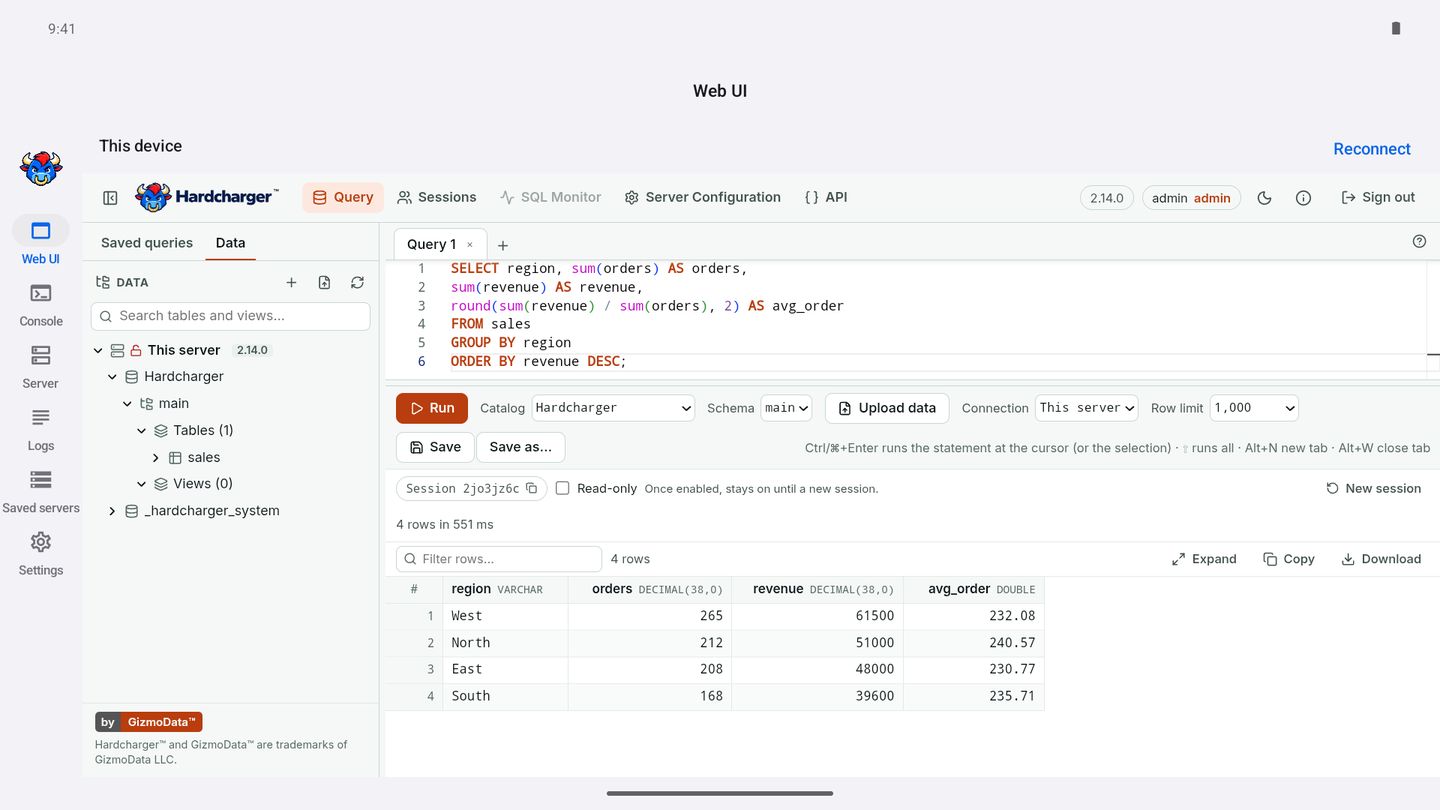 9:41
Web UI
This device
Reconnect
Hardcharger™
Query
Sessions
SQL Monitor
Server Configuration
{ } API
2.14.0
admin admin
Sign out
Web UI
Console
Server
Logs
Saved servers
Settings
Saved queries
Data
DATA
Search tables and views...
This server 2.14.0
Hardcharger
main
Tables (1)
sales
Views (0)
_hardcharger_system
by GizmoData™
Hardcharger™ and GizmoData™ are trademarks of
GizmoData LLC.
Query 1 × +
1 SELECT region, sum(orders) AS orders,
2 sum(revenue) AS revenue,
3 round(sum(revenue) / sum(orders), 2) AS avg_order
4 FROM sales
5 GROUP BY region
6 ORDER BY revenue DESC;
Run
Catalog Hardcharger
Schema main
Upload data
Connection This server
Row limit 1,000
Save
Save as...
Ctrl/⌘+Enter runs the statement at the cursor (or the selection) · ⇧ runs all · Alt+N new tab · Alt+W close tab
Session 2jo3jz6c
Read-only Once enabled, stays on until a new session.
New session
4 rows in 551 ms
Filter rows...
4 rows
Expand
Copy
Download
# region VARCHAR orders DECIMAL(38,0) revenue DECIMAL(38,0) avg_order DOUBLE
1 West 265 61500 232.08
2 North 212 51000 240.57
3 East 208 48000 230.77
4 South 168 39600 235.71